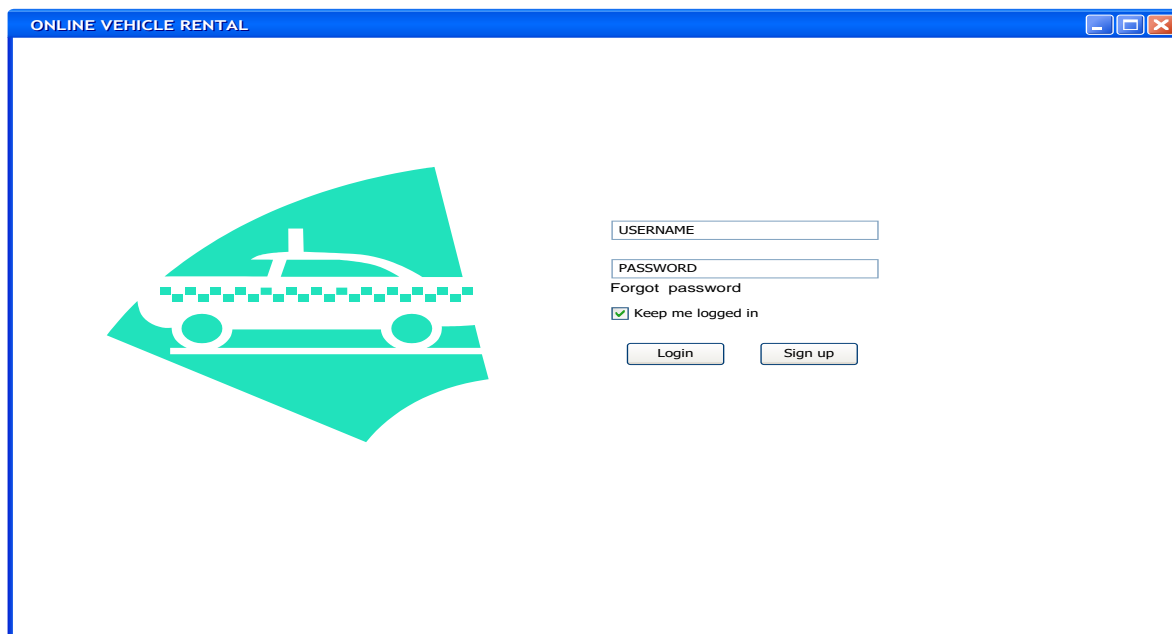 ONLINE VEHICLE RENTAL
USERNAME
PASSWORD
Forgot password
Keep me logged in
Login Sign up